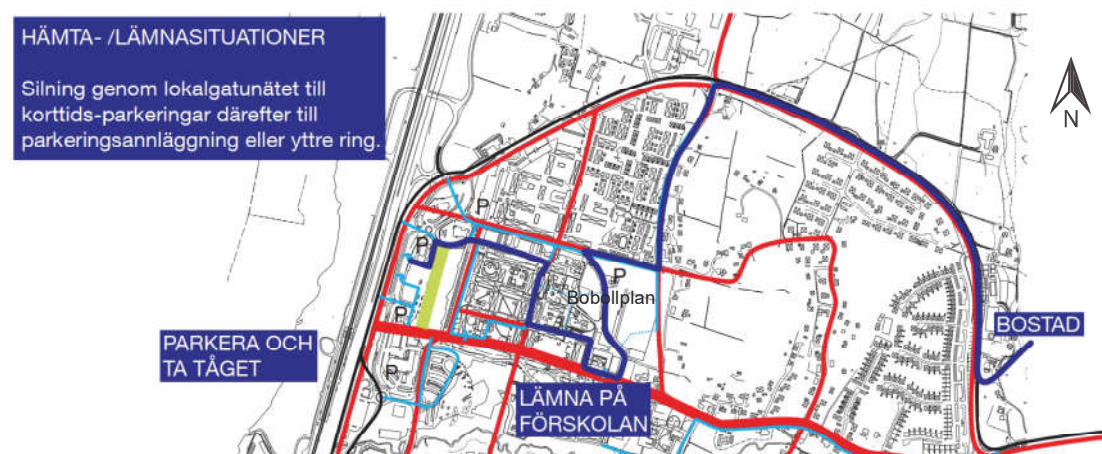 HÄMTA- /LÄMNASITUATIONER
Silning genom lokalgatunätet till
korttids-parkeringar därefter till
parkeringsannläggning eller yttre ring.
N
P
P
P
Bobollplan
P
P
PARKERA OCH
TA TÅGET
BOSTAD
LÄMNA PÅ
FÖRSKOLAN